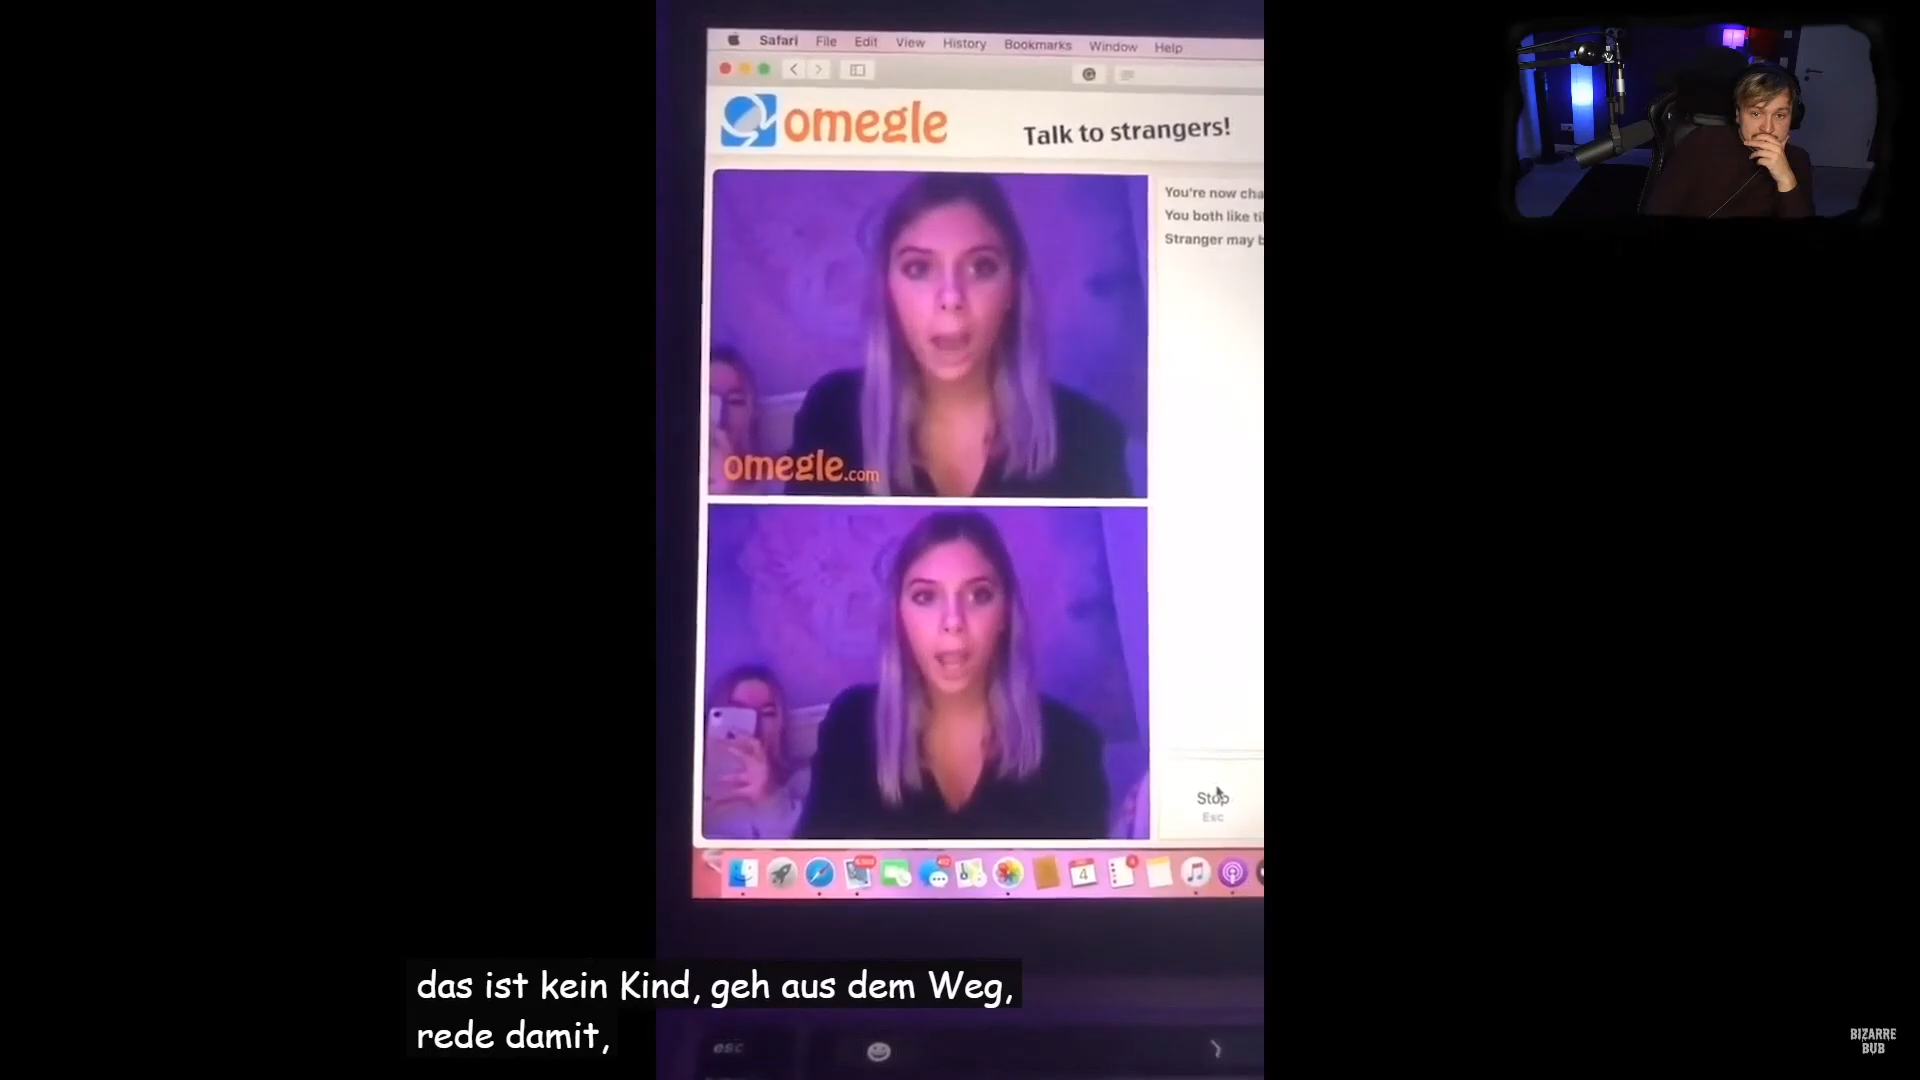 Safari File Edit View History Bookmarks Window Help
omegle Talk to strangers!
You're now cha
You both like ti
Stranger may b
omegle.com
Stop
Esc
4
das ist kein Kind, geh aus dem Weg,
rede damit,
esc
BIZARRE
BUB